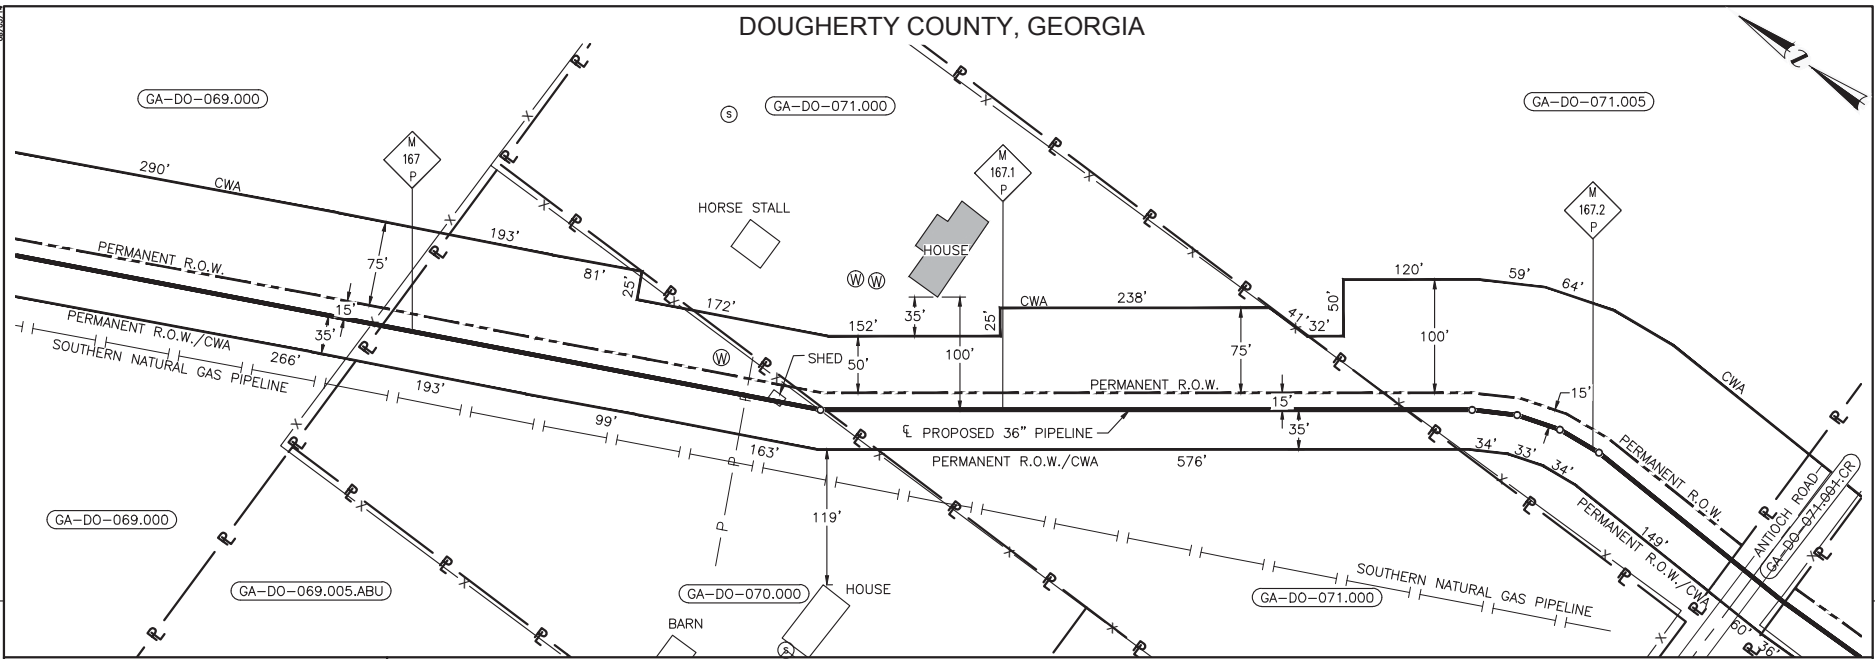 DOUGHERTY COUNTY, GEORGIA
GA-DO-069.000
GA-DO-071.000
GA-DO-071.005
N
S
M
167
P
M
167.1
P
M
167.2
P
290'
CWA
193'
81'
25'
172'
HORSE STALL
HOUSE
W W
152'
25'
CWA
238'
41'
32'
50'
120'
59'
64'
CWA
PERMANENT R.O.W.
75'
15'
35'
35'
100'
50'
75'
100'
W
SHED
PERMANENT R.O.W.
15'
35'
15'
PERMANENT R.O.W.
PERMANENT R.O.W./CWA
SOUTHERN NATURAL GAS PIPELINE
266'
193'
99'
163'
℄ PROPOSED 36" PIPELINE
PERMANENT R.O.W./CWA
576'
34'
33'
34'
149'
PERMANENT R.O.W./CWA
ANTIOCH ROAD
GA-DO-071.001.CR
119'
P
P
P
GA-DO-069.000
GA-DO-069.005.ABU
GA-DO-070.000
HOUSE
BARN
S
GA-DO-071.000
SOUTHERN NATURAL GAS PIPELINE
60'
36'